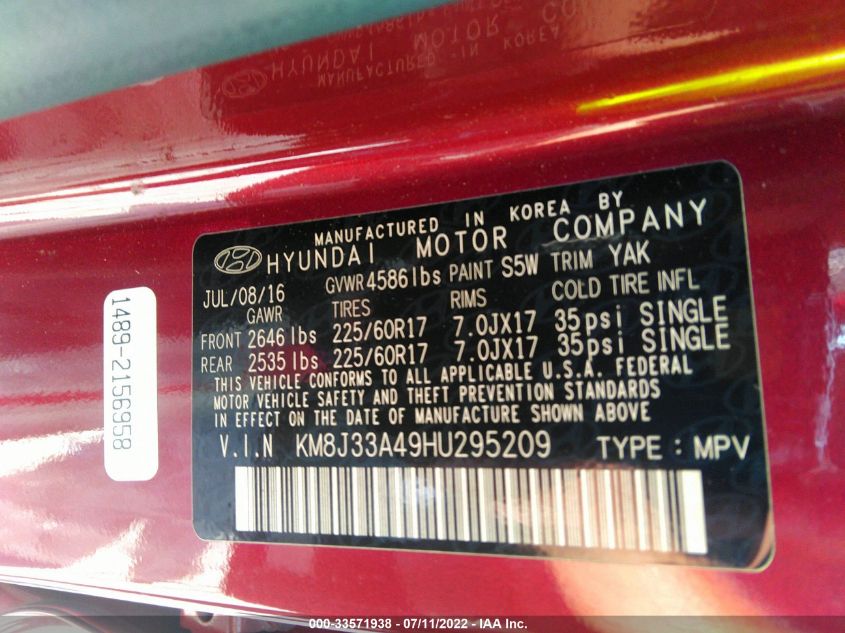 MANUFACTURED IN KOREA BY
HYUNDAI MOTOR COMPANY
JUL/08/16 GVWR 4586 lbs PAINT S5W TRIM YAK
GAWR TIRES RIMS COLD TIRE INFL
FRONT 2646 lbs 225/60R17 7.0JX17 35psi SINGLE
REAR 2535 lbs 225/60R17 7.0JX17 35psi SINGLE
THIS VEHICLE CONFORMS TO ALL APPLICABLE U.S.A. FEDERAL
MOTOR VEHICLE SAFETY AND THEFT PREVENTION STANDARDS
IN EFFECT ON THE DATE OF MANUFACTURE SHOWN ABOVE
V.I.N KM8J33A49HU295209 TYPE : MPV
1489-2156958
000-33571938 - 07/11/2022 - IAA Inc.